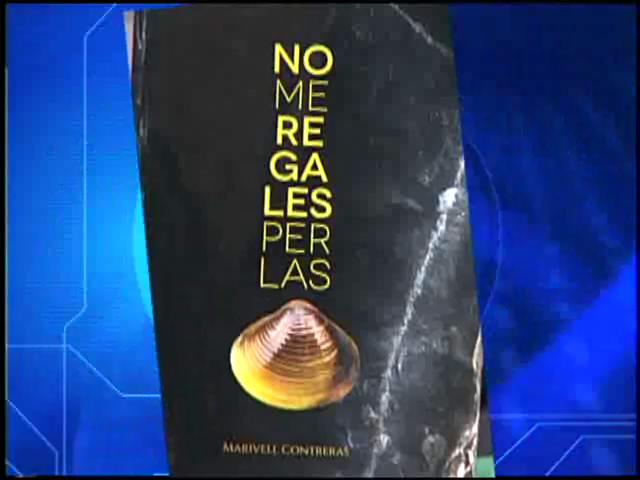 NO
ME
RE
GA
LES
PER
LAS
MARIVELL CONTRERAS